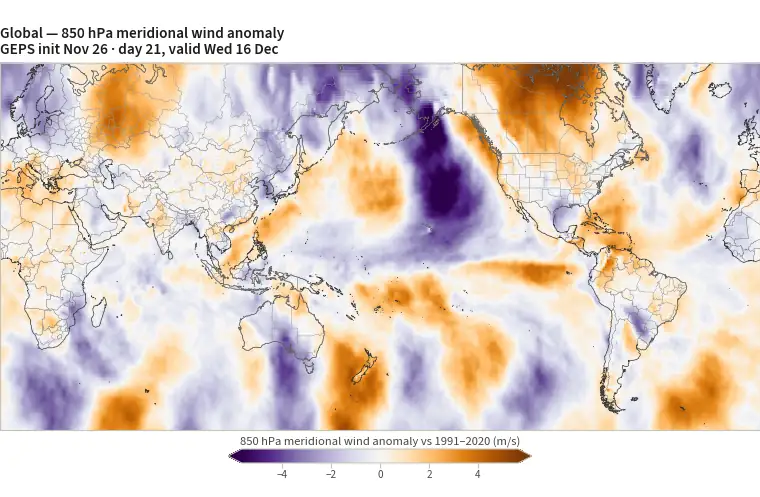 Global — 850 hPa meridional wind anomaly
GEPS init Nov 26 · day 21, valid Wed 16 Dec
850 hPa meridional wind anomaly vs 1991–2020 (m/s)
−4 −2 0 2 4